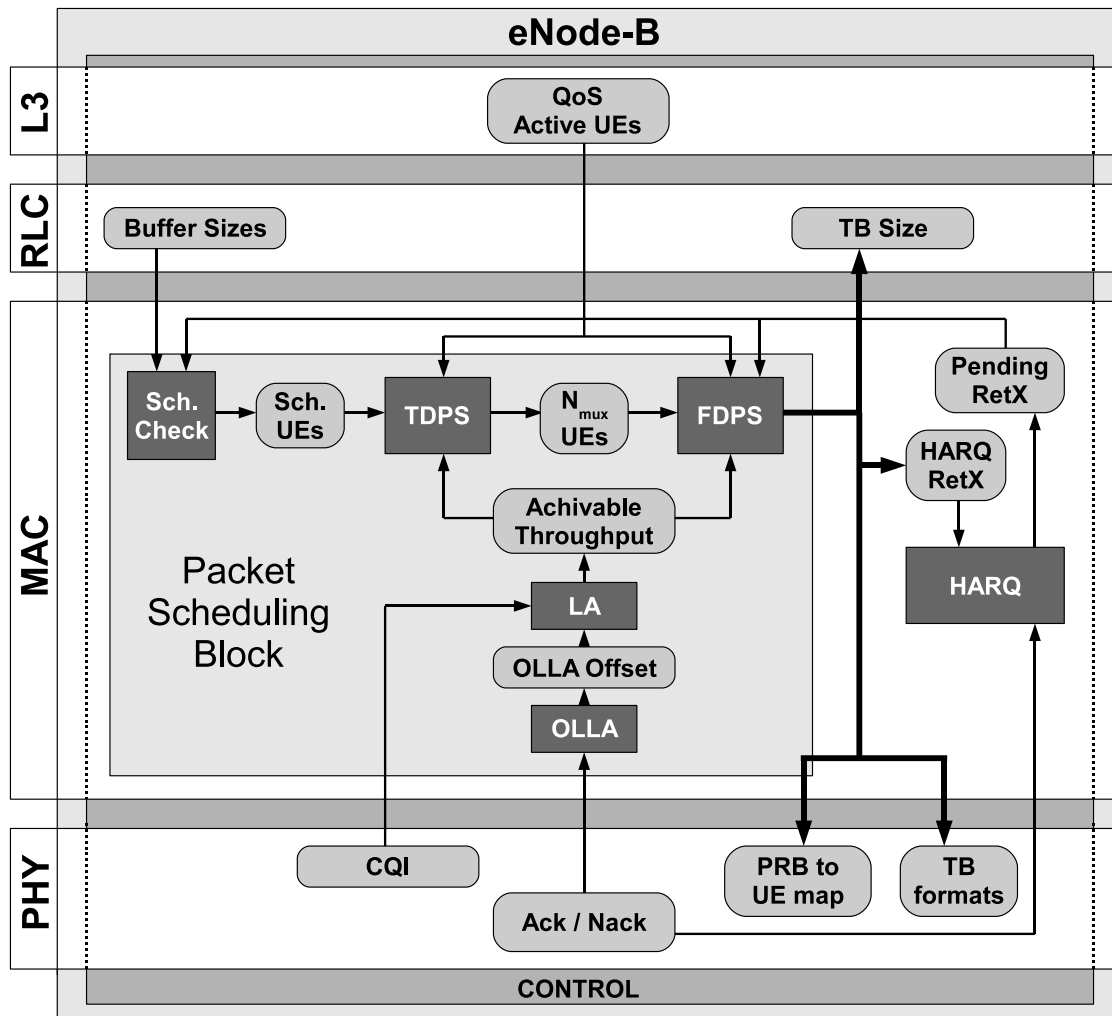 eNode-B
L3
QoS
Active UEs
RLC
Buffer Sizes
TB Size
MAC
Sch.
Check
Sch.
UEs
TDPS
Nmux
UEs
FDPS
Pending
RetX
HARQ
RetX
Achivable
Throughput
HARQ
Packet
Scheduling
Block
LA
OLLA Offset
OLLA
PHY
CQI
PRB to
UE map
TB
formats
Ack / Nack
CONTROL